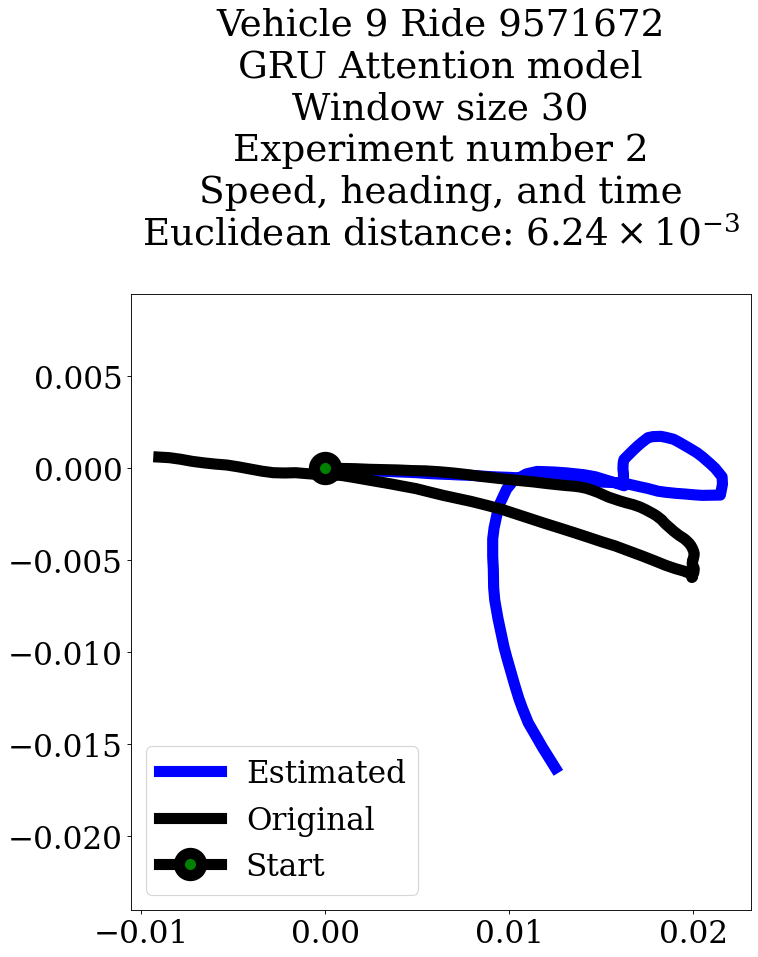 Vehicle 9 Ride 9571672
GRU Attention model
Window size 30
Experiment number 2
Speed, heading, and time
Euclidean distance: 6.24 × 10⁻³
0.005
0.000
−0.005
−0.010
−0.015
−0.020
Estimated
Original
Start
−0.01 0.00 0.01 0.02